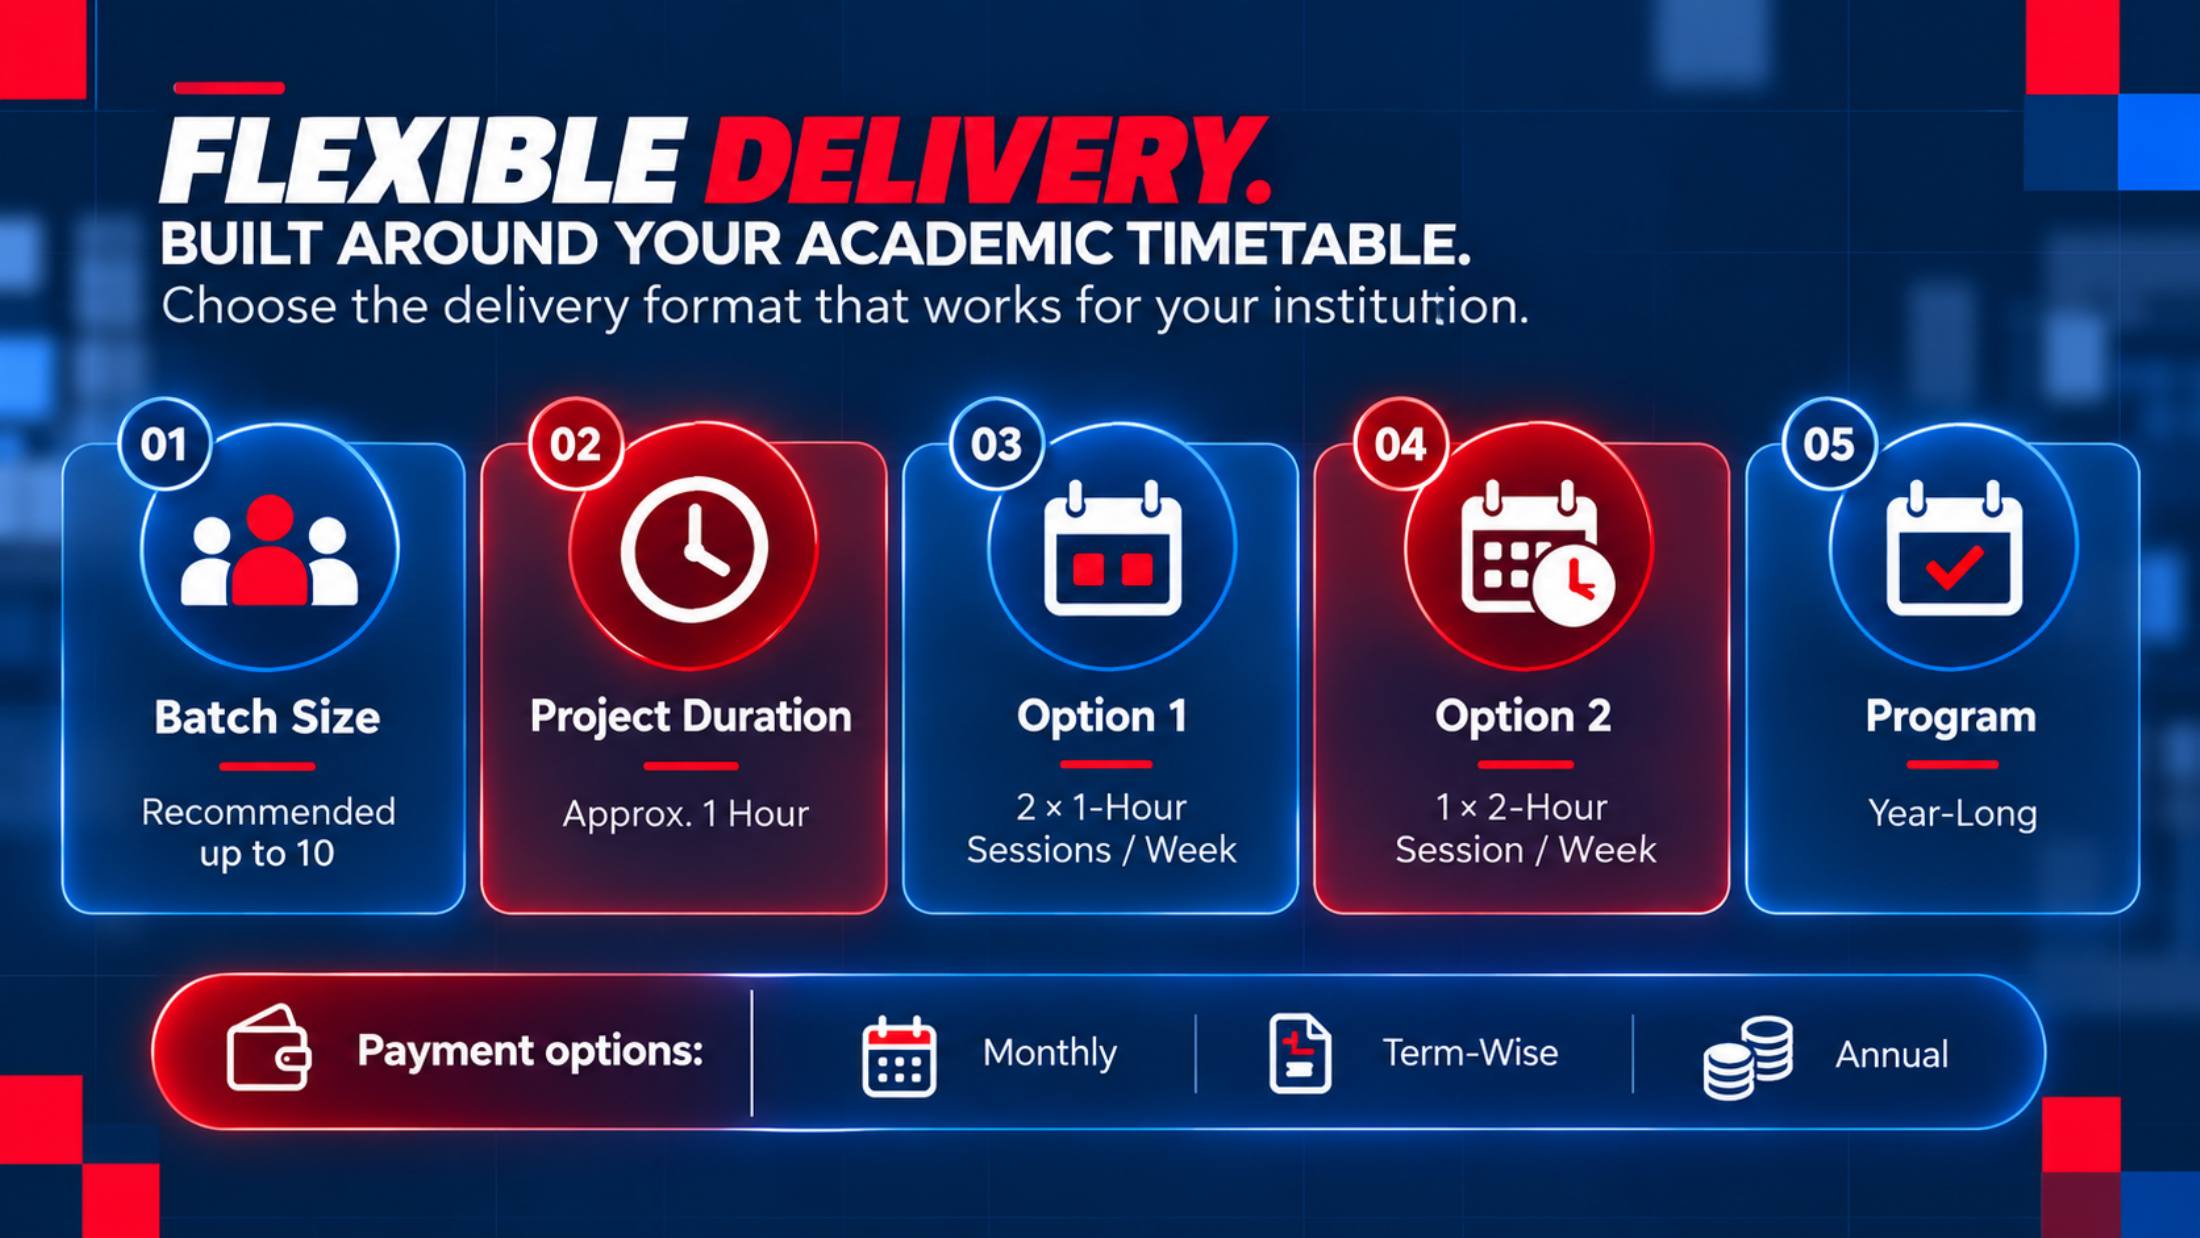 FLEXIBLE DELIVERY.
BUILT AROUND YOUR ACADEMIC TIMETABLE.
Choose the delivery format that works for your institution.
01
Batch Size
Recommended
up to 10
02
Project Duration
Approx. 1 Hour
03
Option 1
2 × 1-Hour
Sessions / Week
04
Option 2
1 × 2-Hour
Session / Week
05
Program
Year-Long
Payment options:
Monthly
Term-Wise
Annual